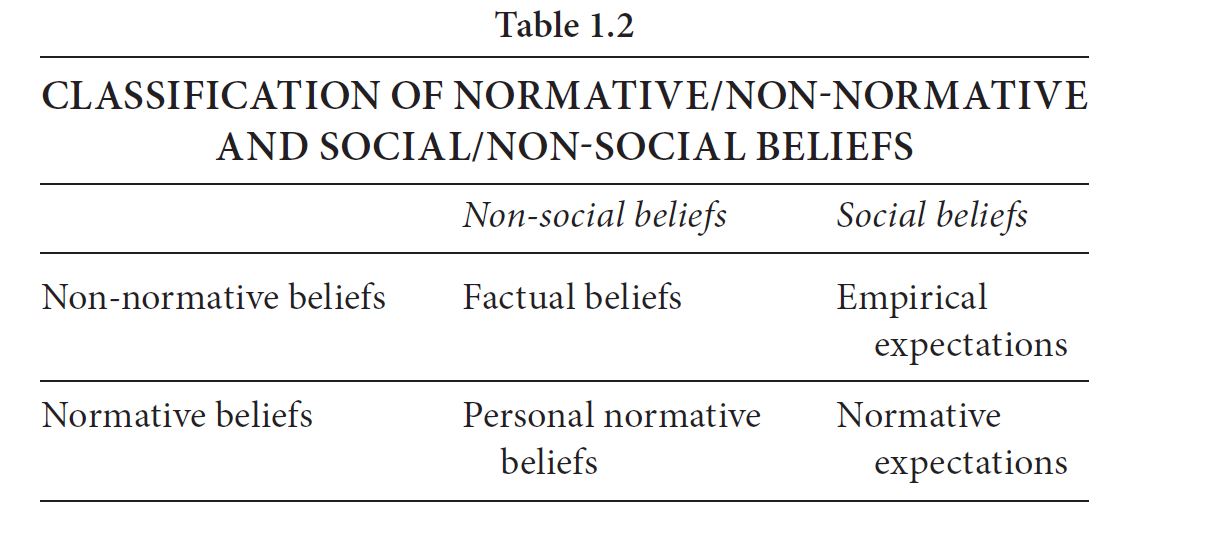 Table 1.2
CLASSIFICATION OF NORMATIVE/NON-NORMATIVE
AND SOCIAL/NON-SOCIAL BELIEFS
Non-social beliefs Social beliefs
Non-normative beliefs Factual beliefs Empirical
expectations
Normative beliefs Personal normative Normative
beliefs expectations